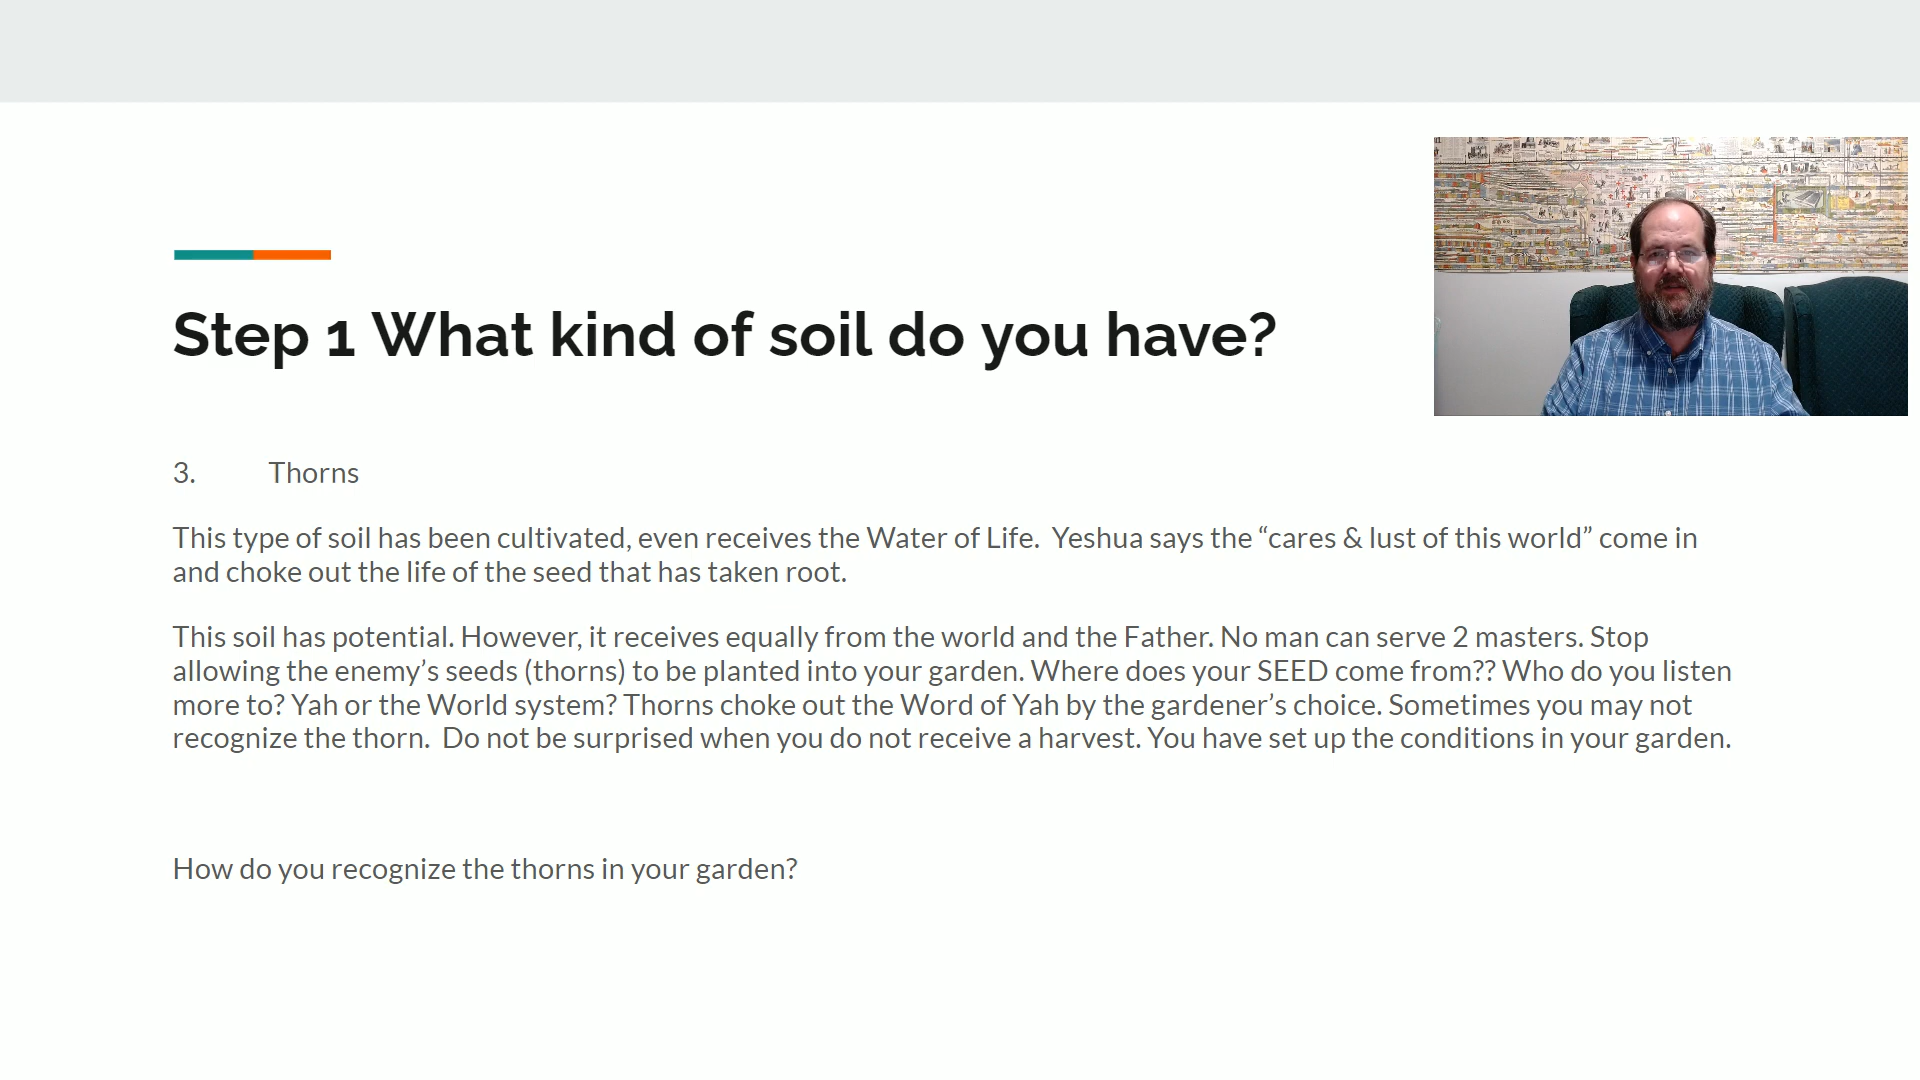 Step 1 What kind of soil do you have?
3. Thorns
This type of soil has been cultivated, even receives the Water of Life.  Yeshua says the “cares & lust of this world” come in
and choke out the life of the seed that has taken root.
This soil has potential. However, it receives equally from the world and the Father. No man can serve 2 masters. Stop
allowing the enemy’s seeds (thorns) to be planted into your garden. Where does your SEED come from?? Who do you listen
more to? Yah or the World system? Thorns choke out the Word of Yah by the gardener’s choice. Sometimes you may not
recognize the thorn.  Do not be surprised when you do not receive a harvest. You have set up the conditions in your garden.
How do you recognize the thorns in your garden?